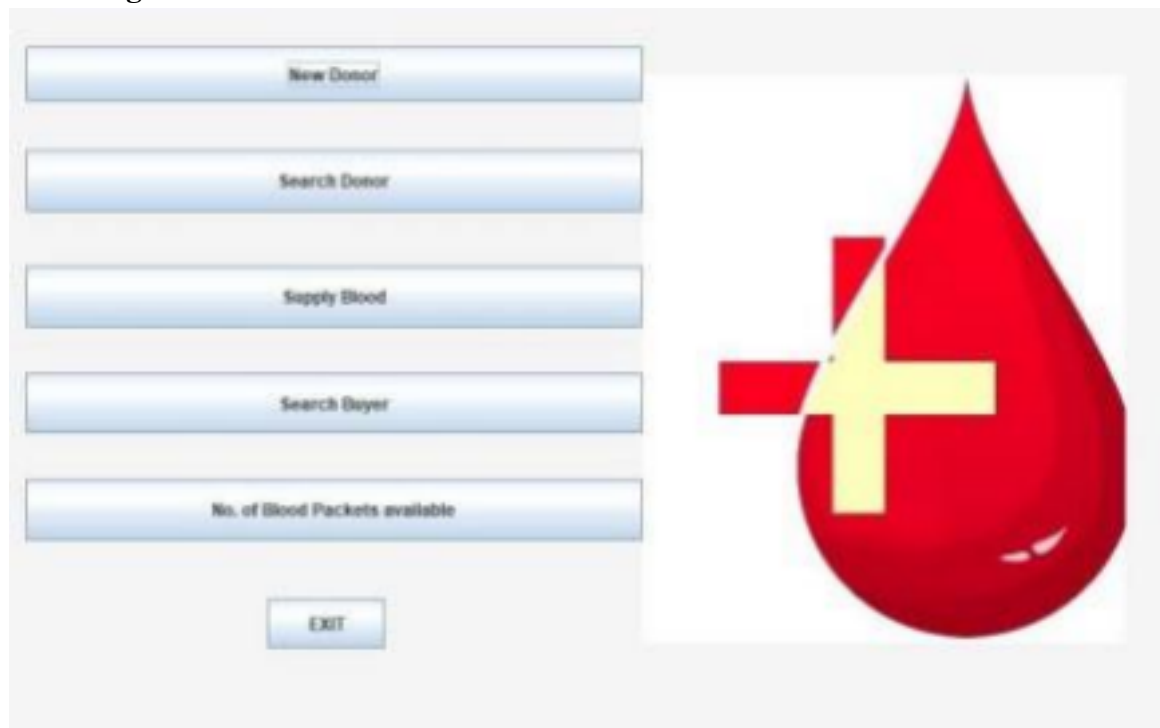 New Donor
Search Donor
Supply Blood
Search Buyer
No. of Blood Packets available
EXIT